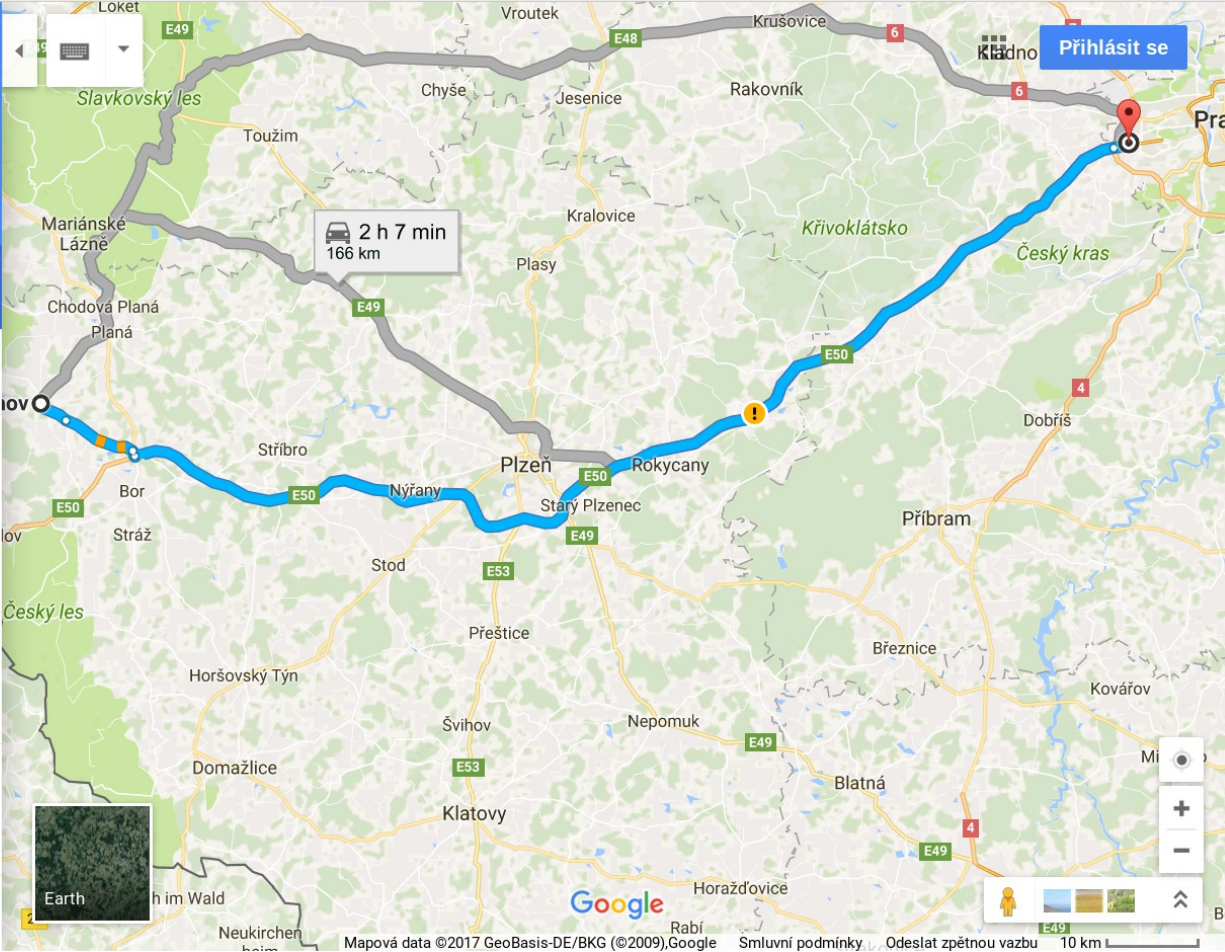 Loket
Vroutek
Krušovice
E49
E48
6
Kladno
Přihlásit se
Slavkovský les
Chyše
Jesenice
Rakovník
6
Toužim
Mariánské
Lázně
2 h 7 min
166 km
Kralovice
Křivoklátsko
Český kras
Plasy
Chodová Planá
E49
Planá
E50
4
Dobříš
Stříbro
Plzeň
E50
Rokycany
Bor
E50
Nýřany
Starý Plzenec
E50
Příbram
Stráž
E49
Stod
E53
Český les
Přeštice
Březnice
Horšovský Týn
Kovářov
Švihov
Nepomuk
E49
Domažlice
E53
Blatná
Klatovy
4
E49
Earth
h im Wald
Google
Horažďovice
Rabí
Neukirchen
E49
Mapová data ©2017 GeoBasis-DE/BKG (©2009),Google Smluvní podmínky Odeslat zpětnou vazbu 10 km